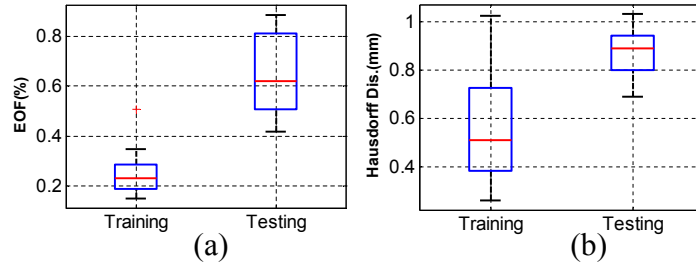 EOF(%)
0.8
0.6
0.4
0.2
Training Testing
(a)
Hausdorff Dis.(mm)
1
0.8
0.6
0.4
Training Testing
(b)